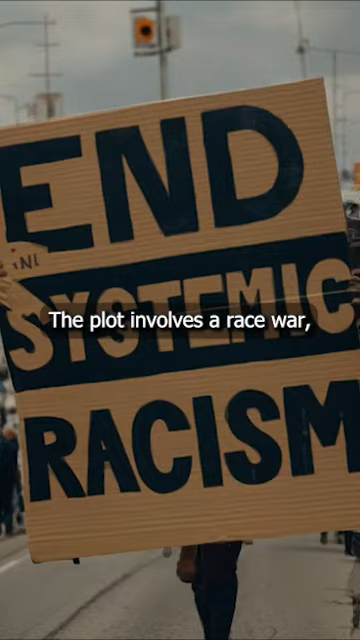 END
SYSTEMIC
The plot involves a race war,
RACISM